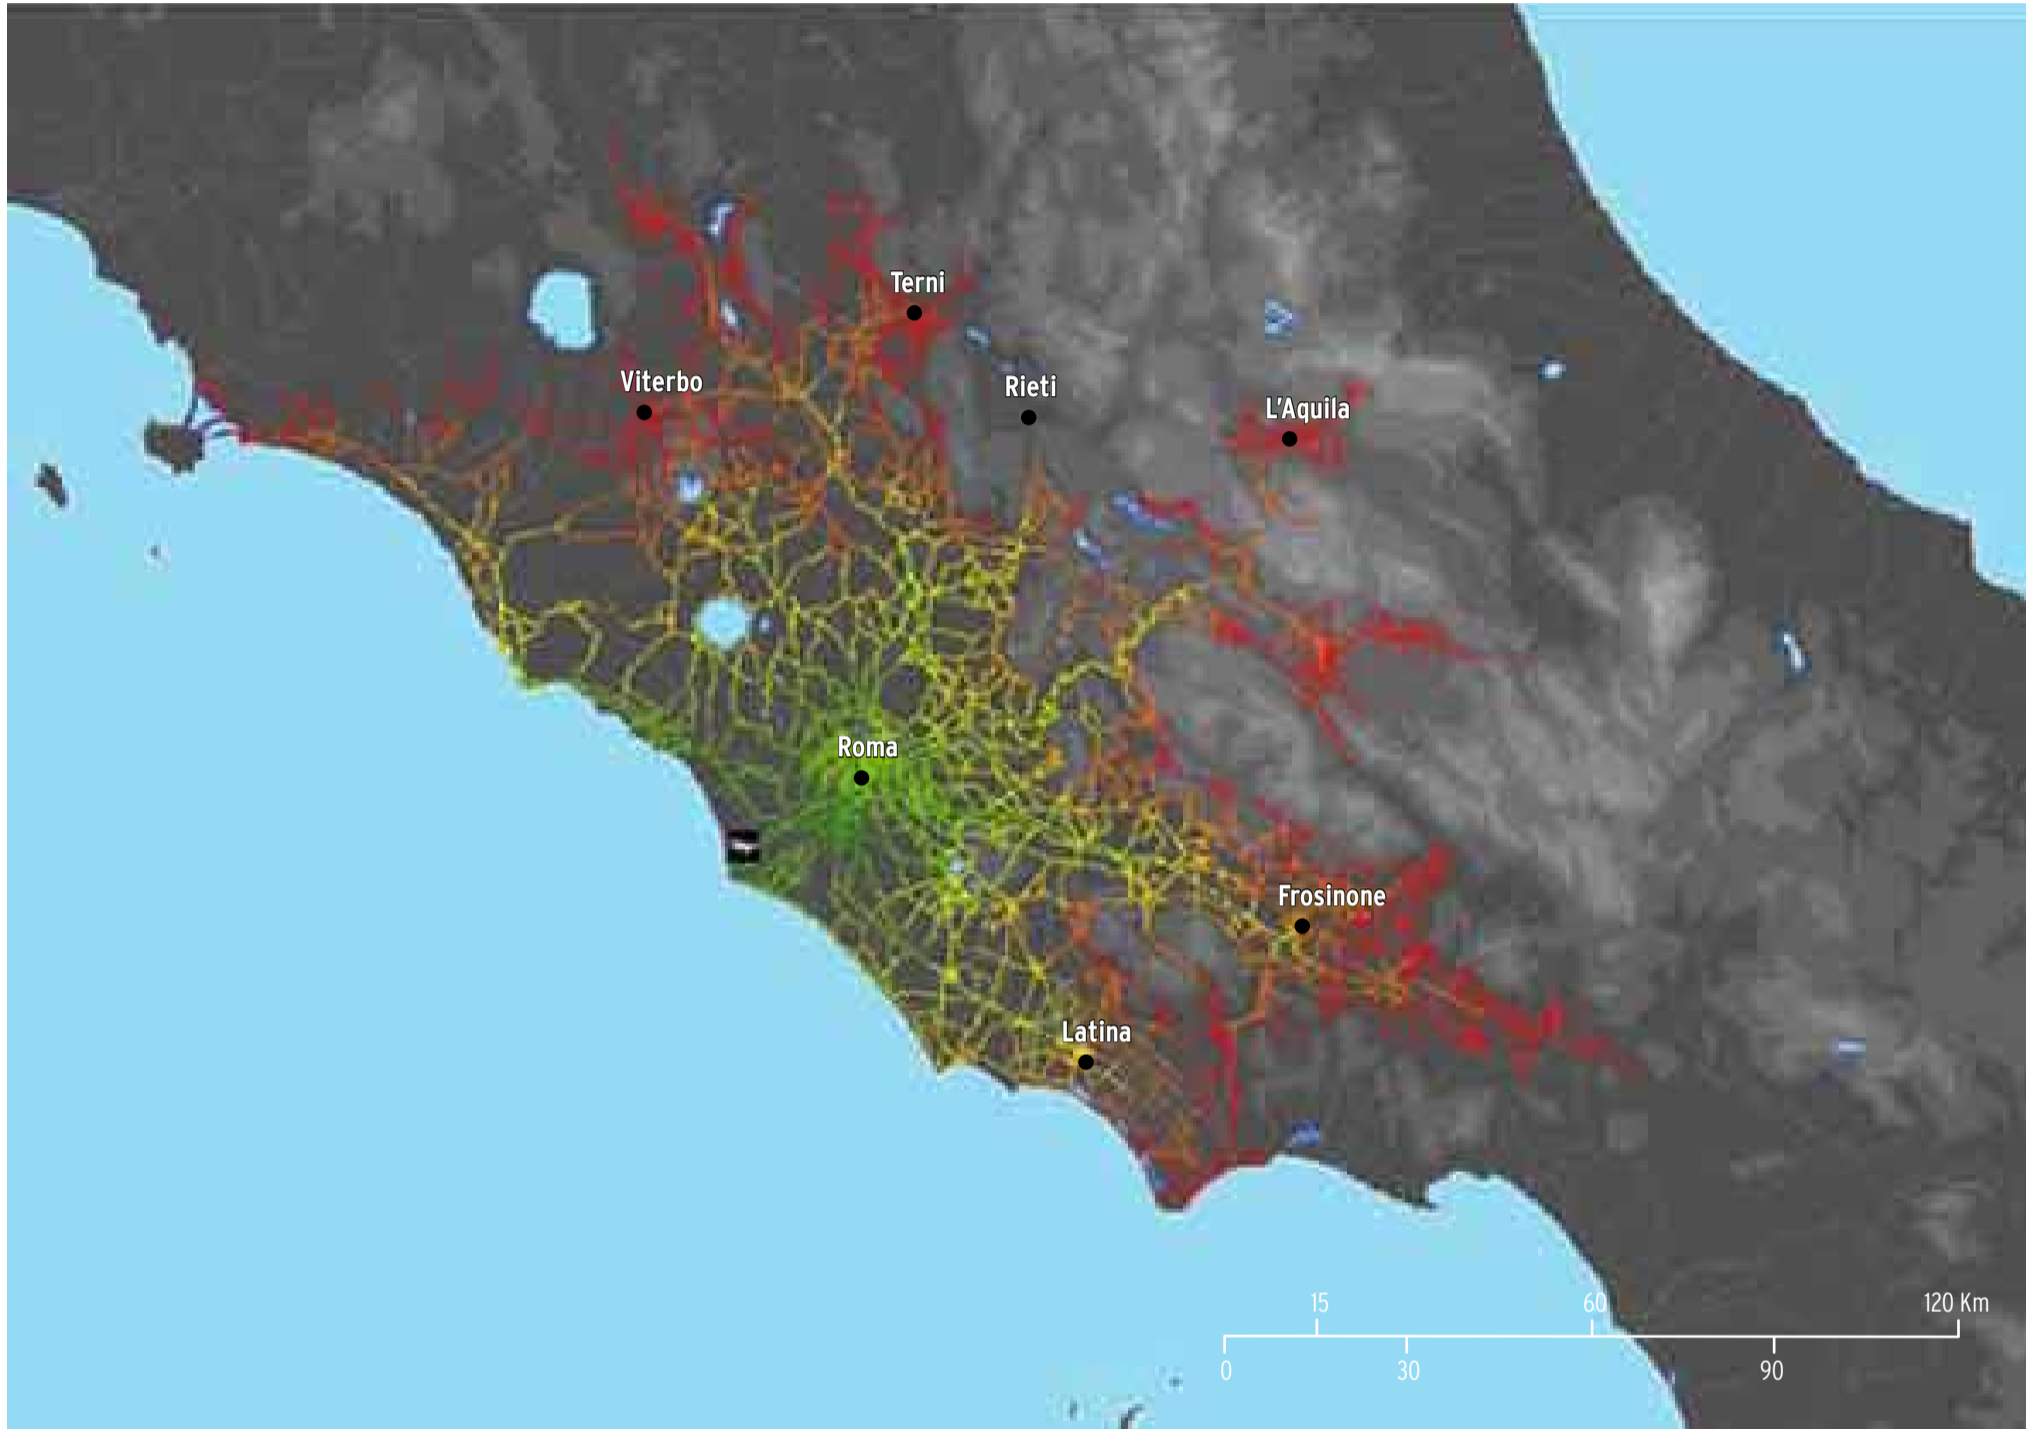 Terni
Viterbo
Rieti
L'Aquila
Roma
Frosinone
Latina
15
60
120 Km
0
30
90